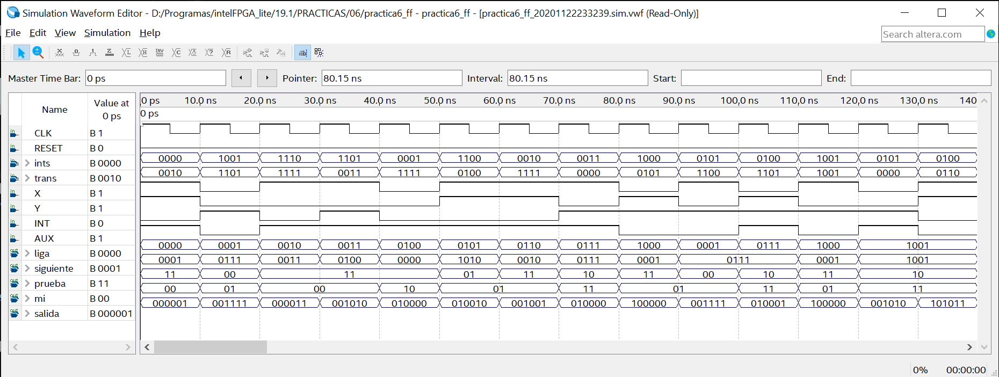 Simulation Waveform Editor - D:/Programas/intelFPGA_lite/19.1/PRACTICAS/06/practica6_ff - practica6_ff - [practica6_ff_20201122233239.sim.vwf (Read-Only)]
File Edit View Simulation Help Search altera.com
Master Time Bar: 0 ps Pointer: 80.15 ns Interval: 80.15 ns Start: End:
Name Value at 0 ps
0 ps 10.0 ns 20.0 ns 30.0 ns 40.0 ns 50.0 ns 60.0 ns 70.0 ns 80.0 ns 90.0 ns 100.0 ns 110.0 ns 120.0 ns 130.0 ns 140
0 ps
CLK B 1
RESET B 0
ints B 0000 0000 1001 1110 1101 0001 1100 0010 0011 1000 0101 0100 1001 0101 0100
trans B 0010 0010 1101 1111 0011 1111 0100 1111 0000 0101 1100 1101 1001 0000 0110
X B 1
Y B 1
INT B 0
AUX B 1
liga B 0000 0000 0001 0010 0011 0100 0101 0110 0111 1000 0001 0111 1000 1001
siguiente B 0001 0001 0111 0011 0100 0000 1010 0010 0111 0001 0111 0001 1001
prueba B 11 11 00 11 01 11 10 11 00 10 11 10
mi B 00 00 01 00 10 01 11 01 11 01 11
salida B 000001 000001 001111 000011 001010 010000 010010 001001 010000 100000 001111 010001 100000 001010 101011
0% 00:00:00